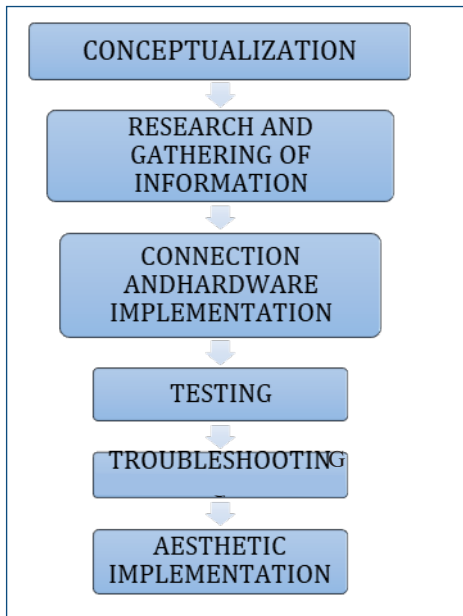 CONCEPTUALIZATION
RESEARCH AND
GATHERING OF
INFORMATION
CONNECTION
ANDHARDWARE
IMPLEMENTATION
TESTING
TROUBLESHOOTING
AESTHETIC
IMPLEMENTATION